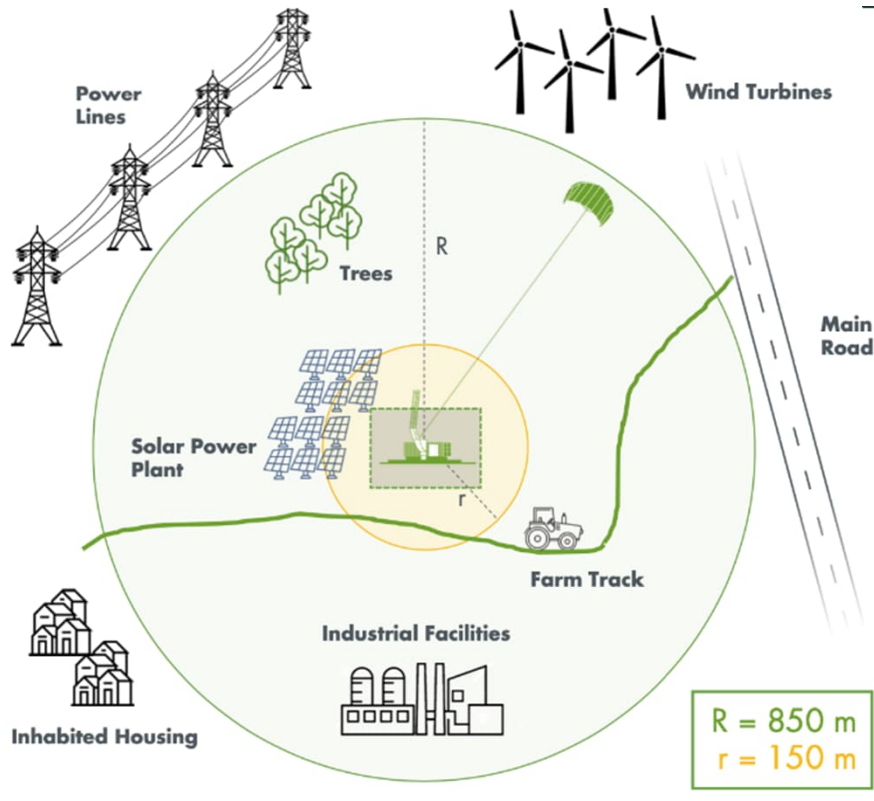 Power
Lines
Wind Turbines
R
Trees
Main
Road
Solar Power
Plant
r
Farm Track
Industrial Facilities
Inhabited Housing
R = 850 m
r = 150 m